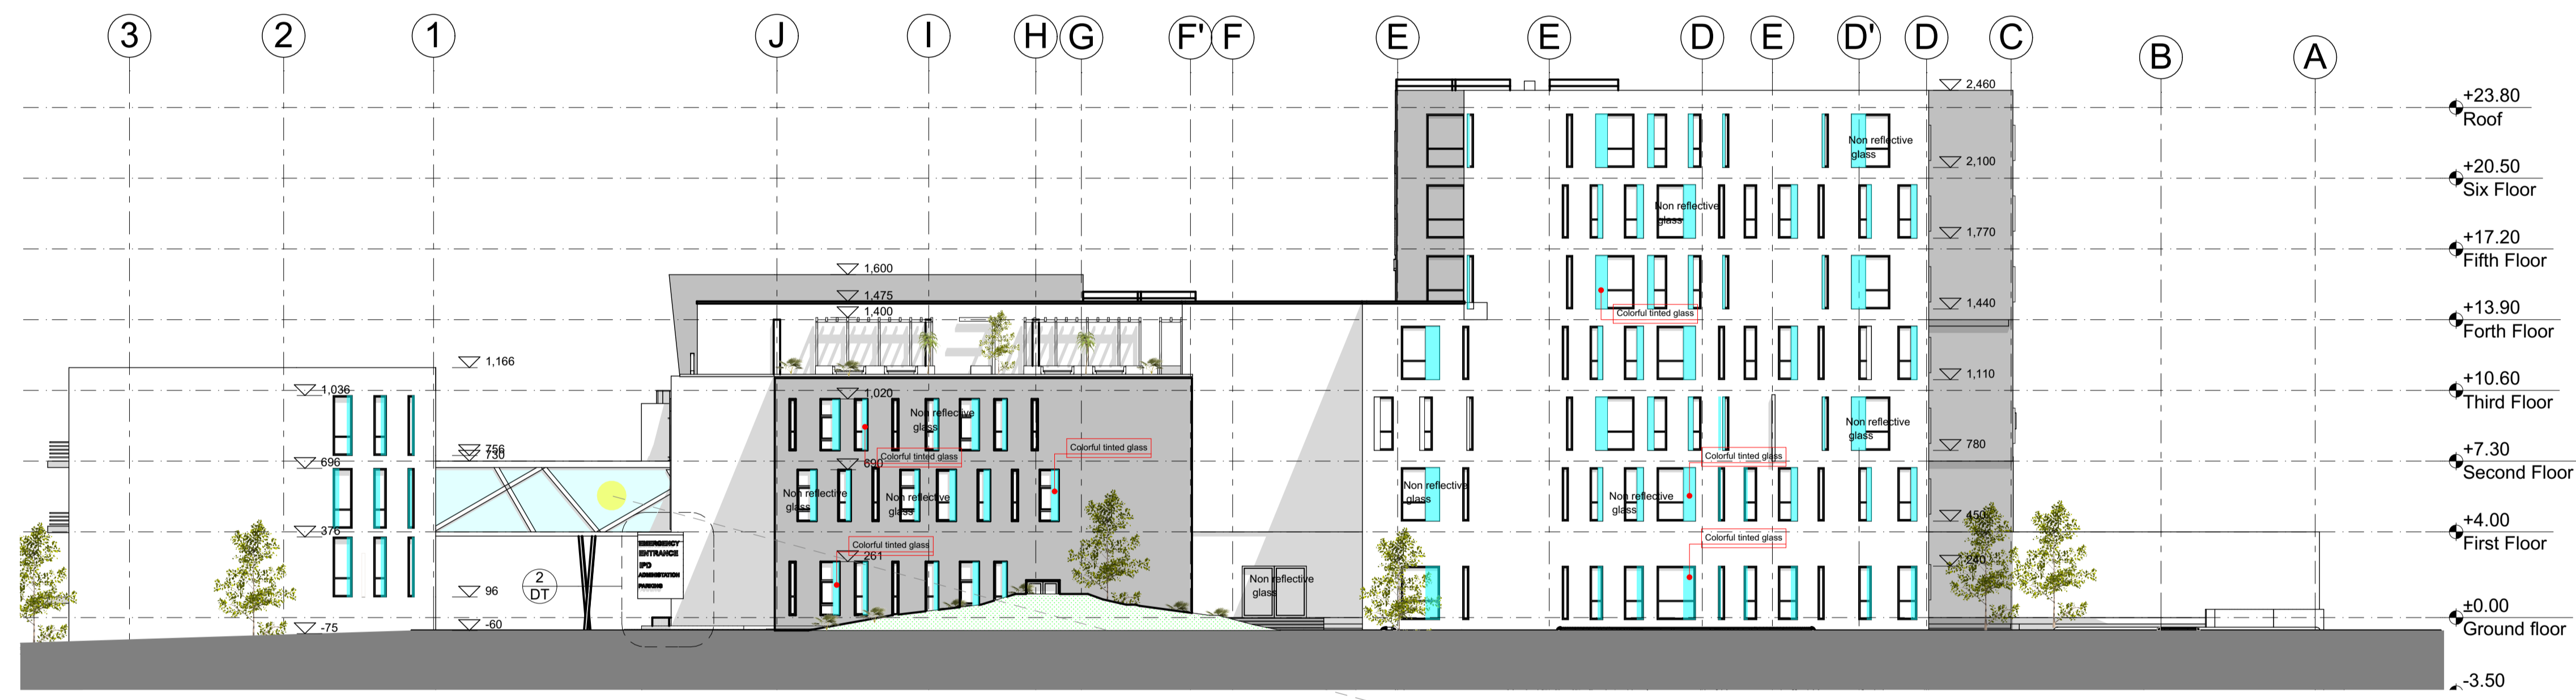 3
2
1
J
I
H
G
F'
F
E
E
D
E
D'
D
C
B
A
2,460
+23.80
Roof
Non reflective
glass
2,100
+20.50
Six Floor
Non reflective
glass
1,770
+17.20
Fifth Floor
1,600
1,475
1,400
1,440
Colorful tinted glass
+13.90
Forth Floor
1,166
1,036
1,110
+10.60
Third Floor
1,020
Non reflective
glass
Non reflective
glass
Colorful tinted glass
Colorful tinted glass
Colorful tinted glass
756
730
696
690
780
+7.30
Second Floor
Non reflective
glass
Non reflective
glass
Non reflective
glass
Non reflective
glass
450
376
+4.00
First Floor
Colorful tinted glass
Colorful tinted glass
EMERGENCY
ENTRANCE
IPD
ADMINISTRATION
PARKING
261
240
2
DT
96
Non reflective
glass
-75
-60
±0.00
Ground floor
-3.50